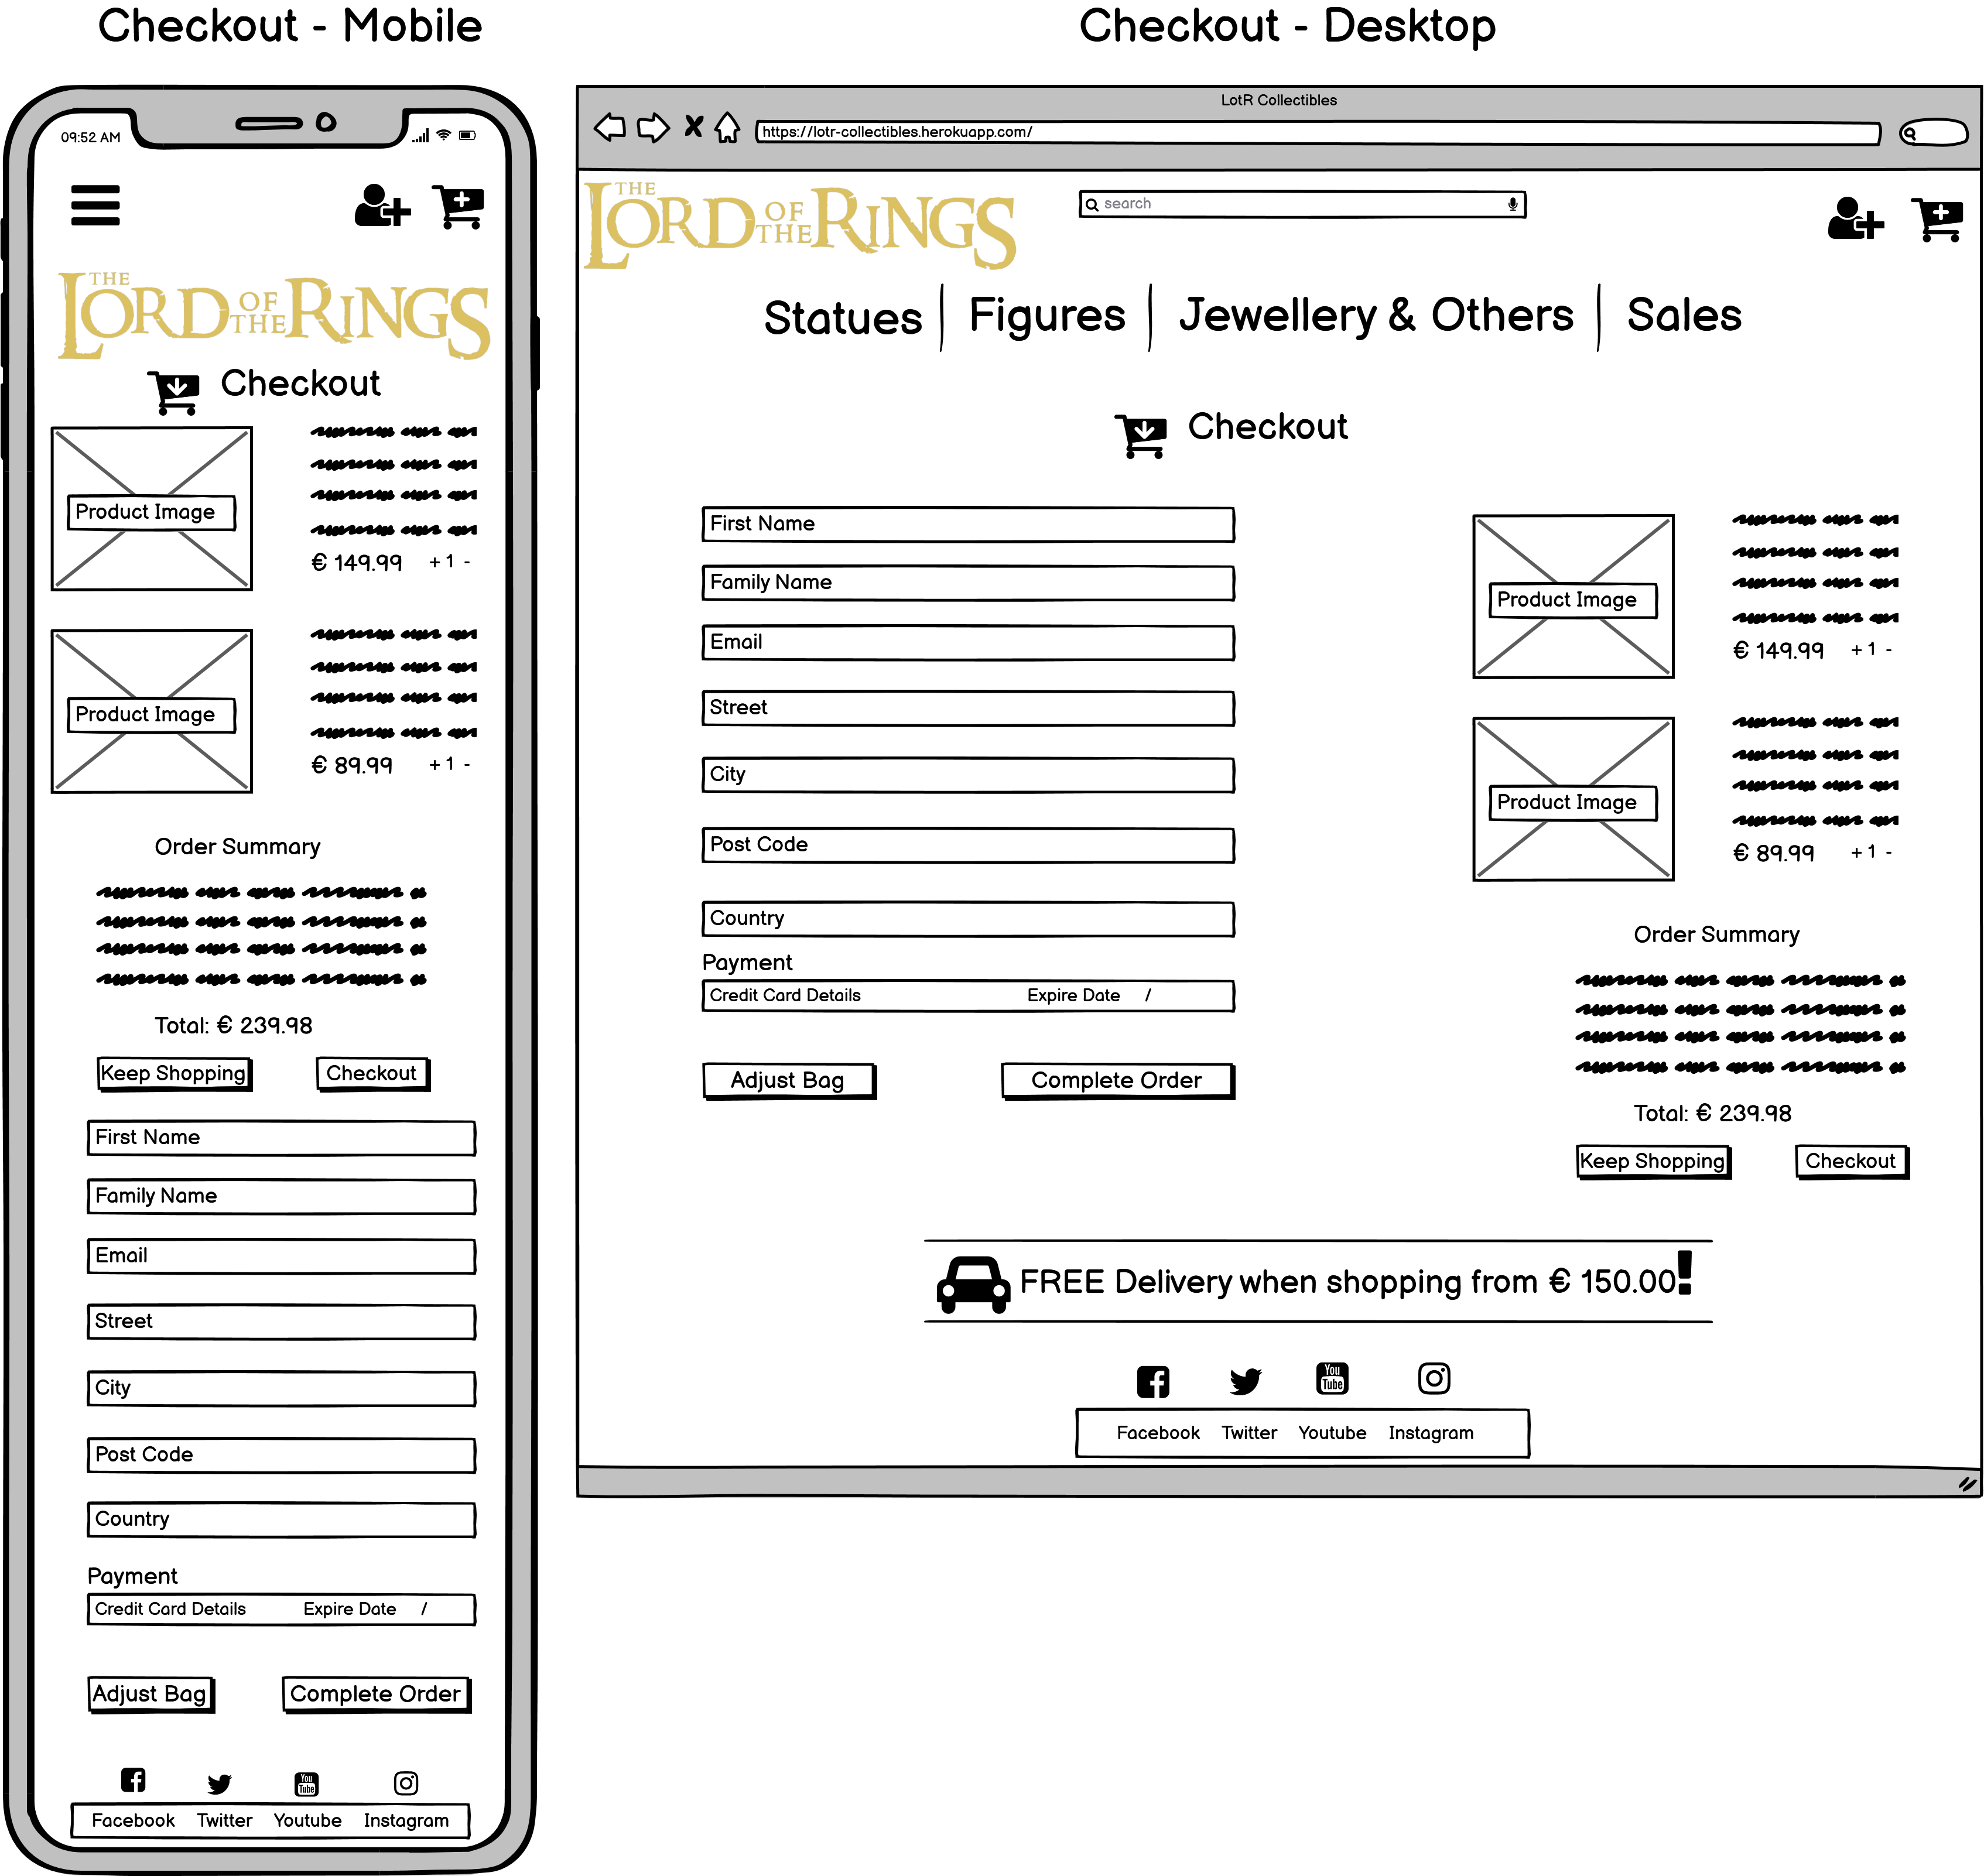 Checkout - Mobile
09:52 AM
THE LORD OF THE RINGS
Checkout
Product Image
€ 149.99 + 1 -
Product Image
€ 89.99 + 1 -
Order Summary
Total: € 239.98
Keep Shopping Checkout
First Name
Family Name
Email
Street
City
Post Code
Country
Payment
Credit Card Details Expire Date /
Adjust Bag Complete Order
You Tube
Facebook Twitter Youtube Instagram
Checkout - Desktop
LotR Collectibles
https://lotr-collectibles.herokuapp.com/
THE LORD OF THE RINGS
search
Statues Figures Jewellery & Others Sales
Checkout
First Name
Family Name
Email
Street
City
Post Code
Country
Payment
Credit Card Details Expire Date /
Adjust Bag Complete Order
Product Image
€ 149.99 + 1 -
Product Image
€ 89.99 + 1 -
Order Summary
Total: € 239.98
Keep Shopping Checkout
FREE Delivery when shopping from € 150.00!
You Tube
Facebook Twitter Youtube Instagram